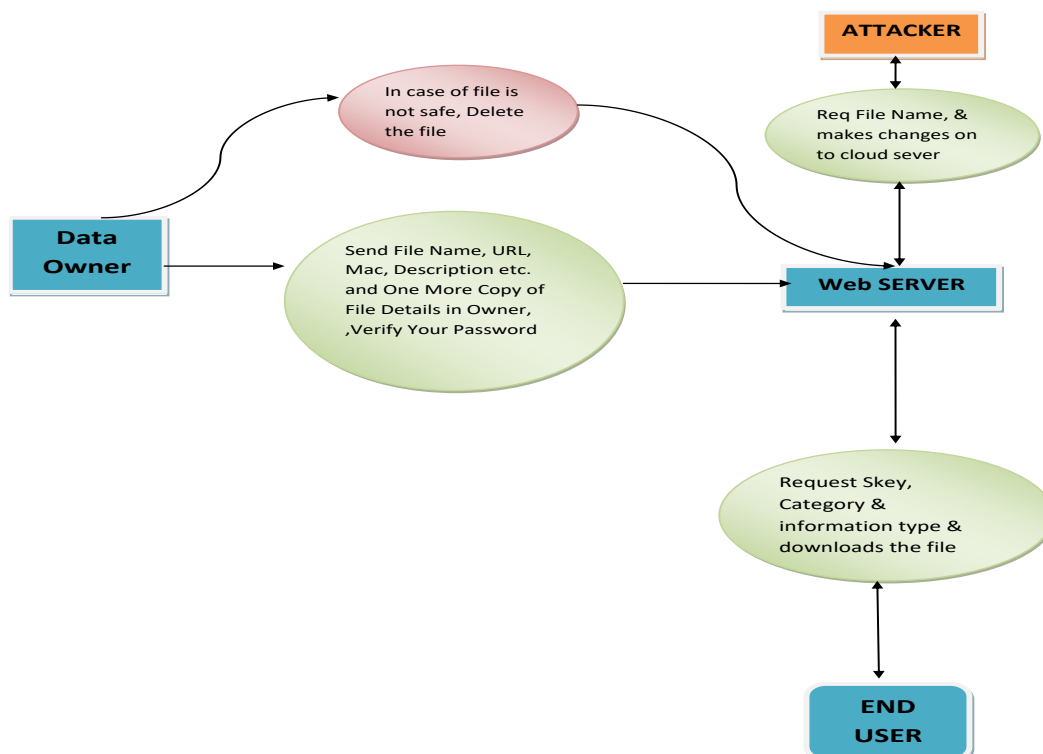 ATTACKER
In case of file is
not safe, Delete
the file
Req File Name, &
makes changes on
to cloud sever
Data
Owner
Send File Name, URL,
Mac, Description etc.
and One More Copy of
File Details in Owner,
,Verify Your Password
Web SERVER
Request Skey,
Category &
information type &
downloads the file
END
USER